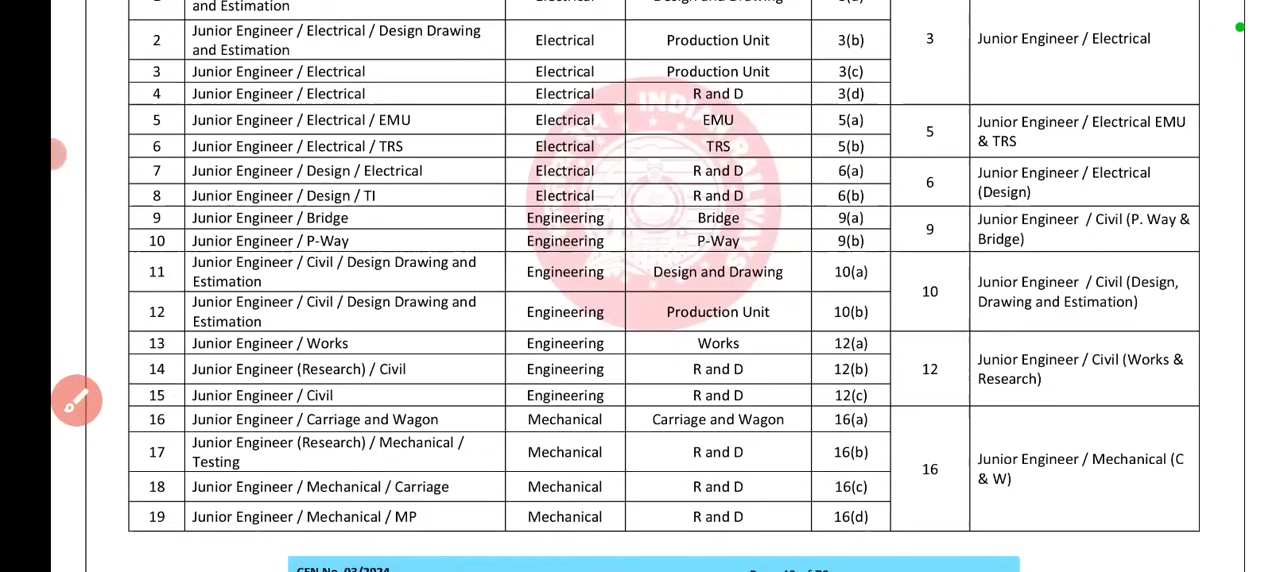 and Estimation
2 Junior Engineer / Electrical / Design Drawing and Estimation Electrical Production Unit 3(b)
3 Junior Engineer / Electrical
3 Junior Engineer / Electrical Electrical Production Unit 3(c)
4 Junior Engineer / Electrical Electrical R and D 3(d)
5 Junior Engineer / Electrical / EMU Electrical EMU 5(a)
5 Junior Engineer / Electrical EMU & TRS
6 Junior Engineer / Electrical / TRS Electrical TRS 5(b)
7 Junior Engineer / Design / Electrical Electrical R and D 6(a)
6 Junior Engineer / Electrical (Design)
8 Junior Engineer / Design / TI Electrical R and D 6(b)
9 Junior Engineer / Bridge Engineering Bridge 9(a)
9 Junior Engineer / Civil (P. Way & Bridge)
10 Junior Engineer / P-Way Engineering P-Way 9(b)
11 Junior Engineer / Civil / Design Drawing and Estimation Engineering Design and Drawing 10(a)
10 Junior Engineer / Civil (Design, Drawing and Estimation)
12 Junior Engineer / Civil / Design Drawing and Estimation Engineering Production Unit 10(b)
13 Junior Engineer / Works Engineering Works 12(a)
12 Junior Engineer / Civil (Works & Research)
14 Junior Engineer (Research) / Civil Engineering R and D 12(b)
15 Junior Engineer / Civil Engineering R and D 12(c)
16 Junior Engineer / Carriage and Wagon Mechanical Carriage and Wagon 16(a)
16 Junior Engineer / Mechanical (C & W)
17 Junior Engineer (Research) / Mechanical / Testing Mechanical R and D 16(b)
18 Junior Engineer / Mechanical / Carriage Mechanical R and D 16(c)
19 Junior Engineer / Mechanical / MP Mechanical R and D 16(d)
INDIAN RAILWAYS
CEN No. 03/2024